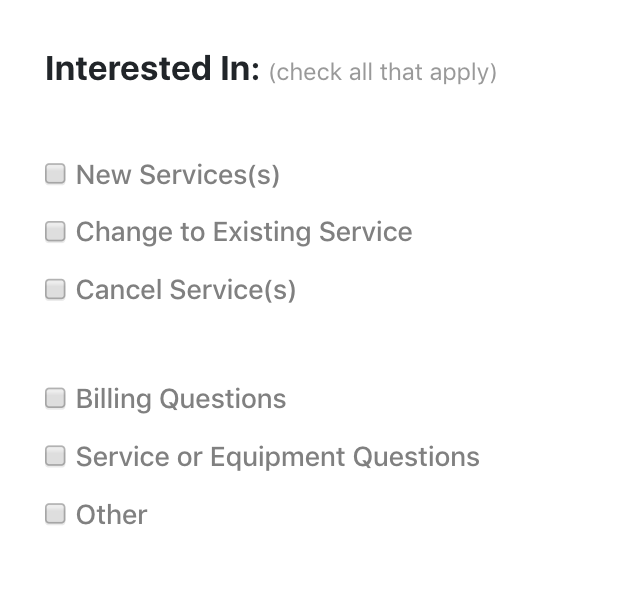 Interested In: (check all that apply)
New Services(s)
Change to Existing Service
Cancel Service(s)
Billing Questions
Service or Equipment Questions
Other